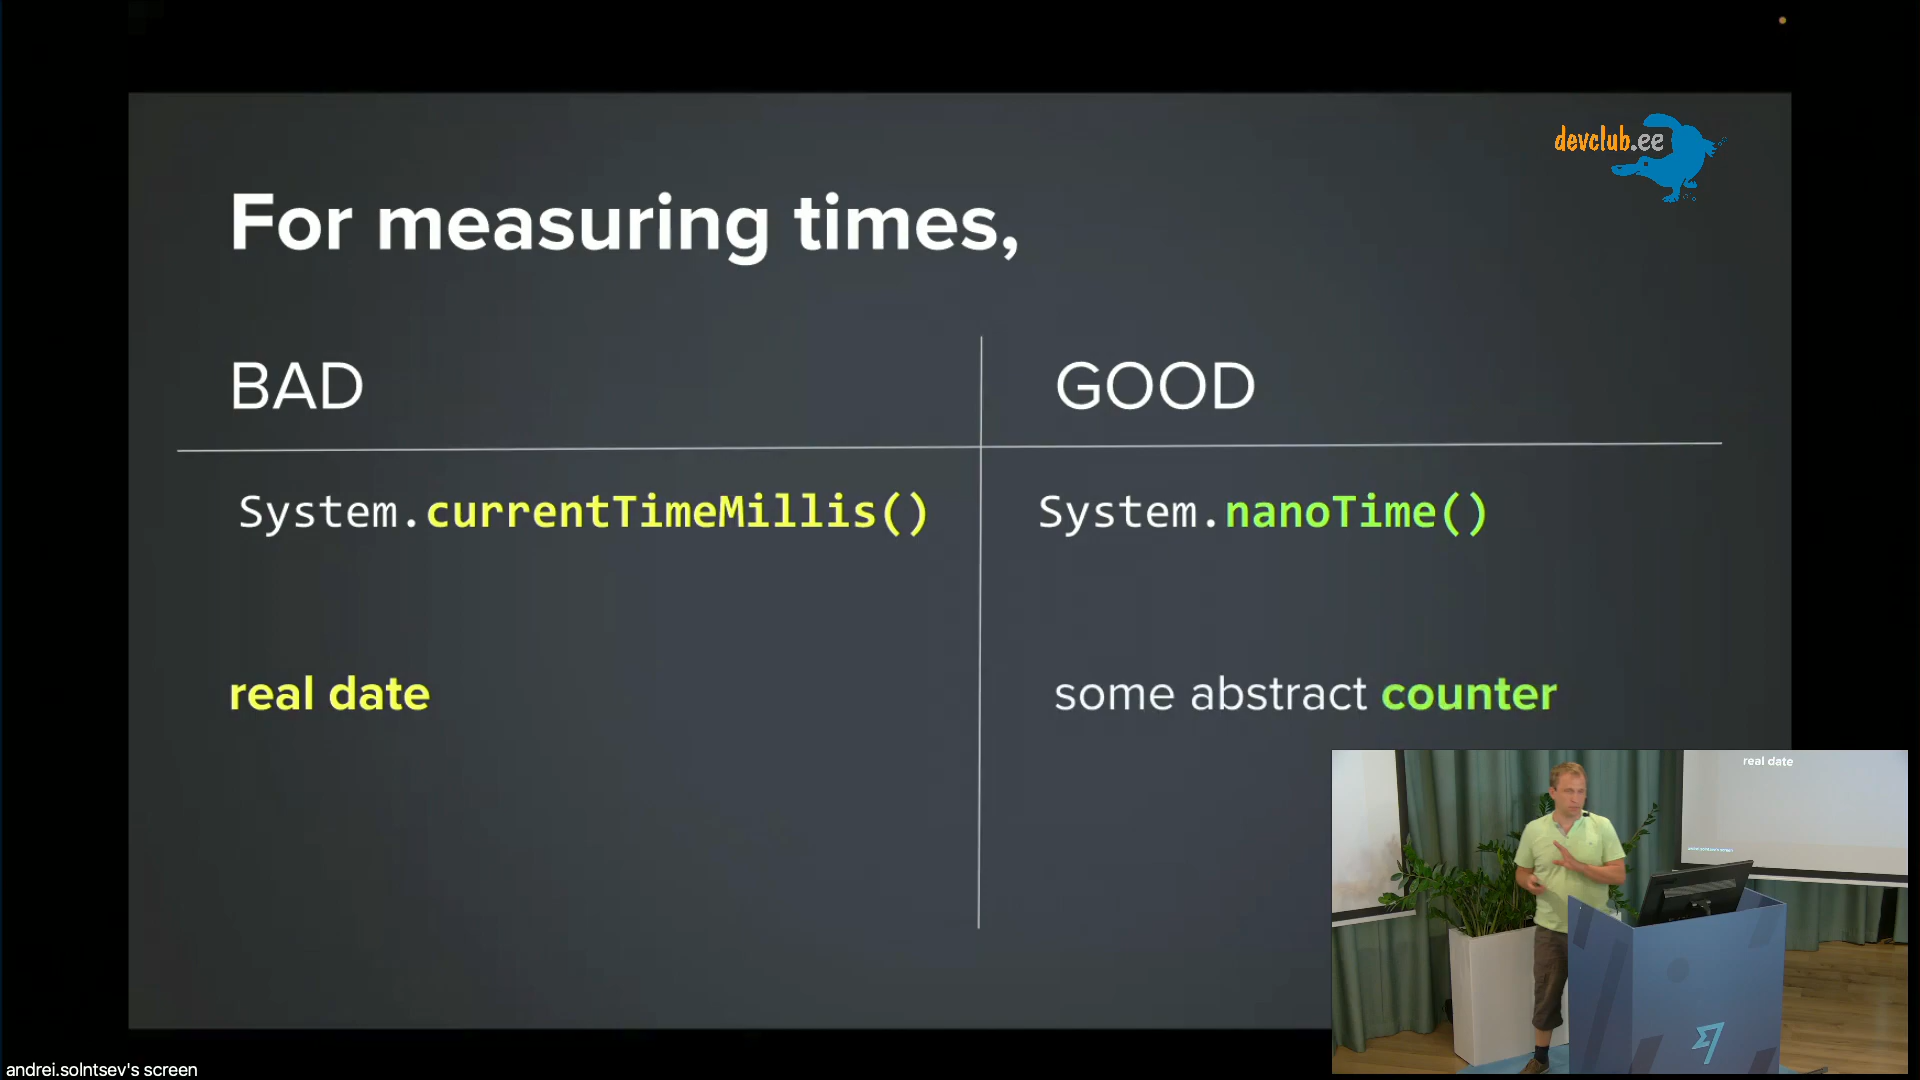 devclub.ee
For measuring times,
BAD
GOOD
System.currentTimeMillis()
System.nanoTime()
real date
some abstract counter
real date
andrei.solntsev's screen